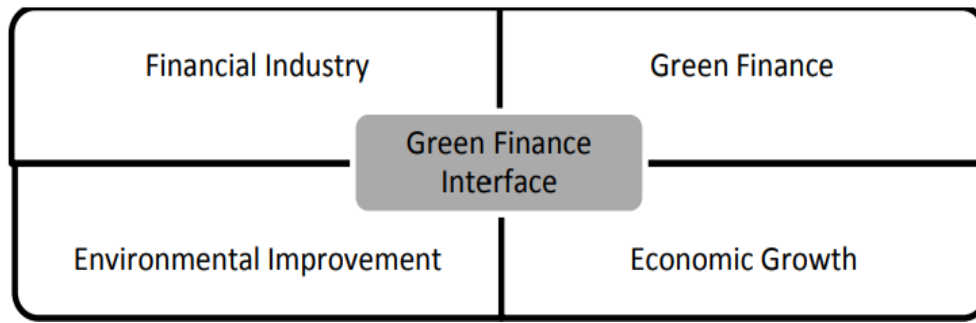 Financial Industry
Green Finance
Green Finance
Interface
Environmental Improvement
Economic Growth